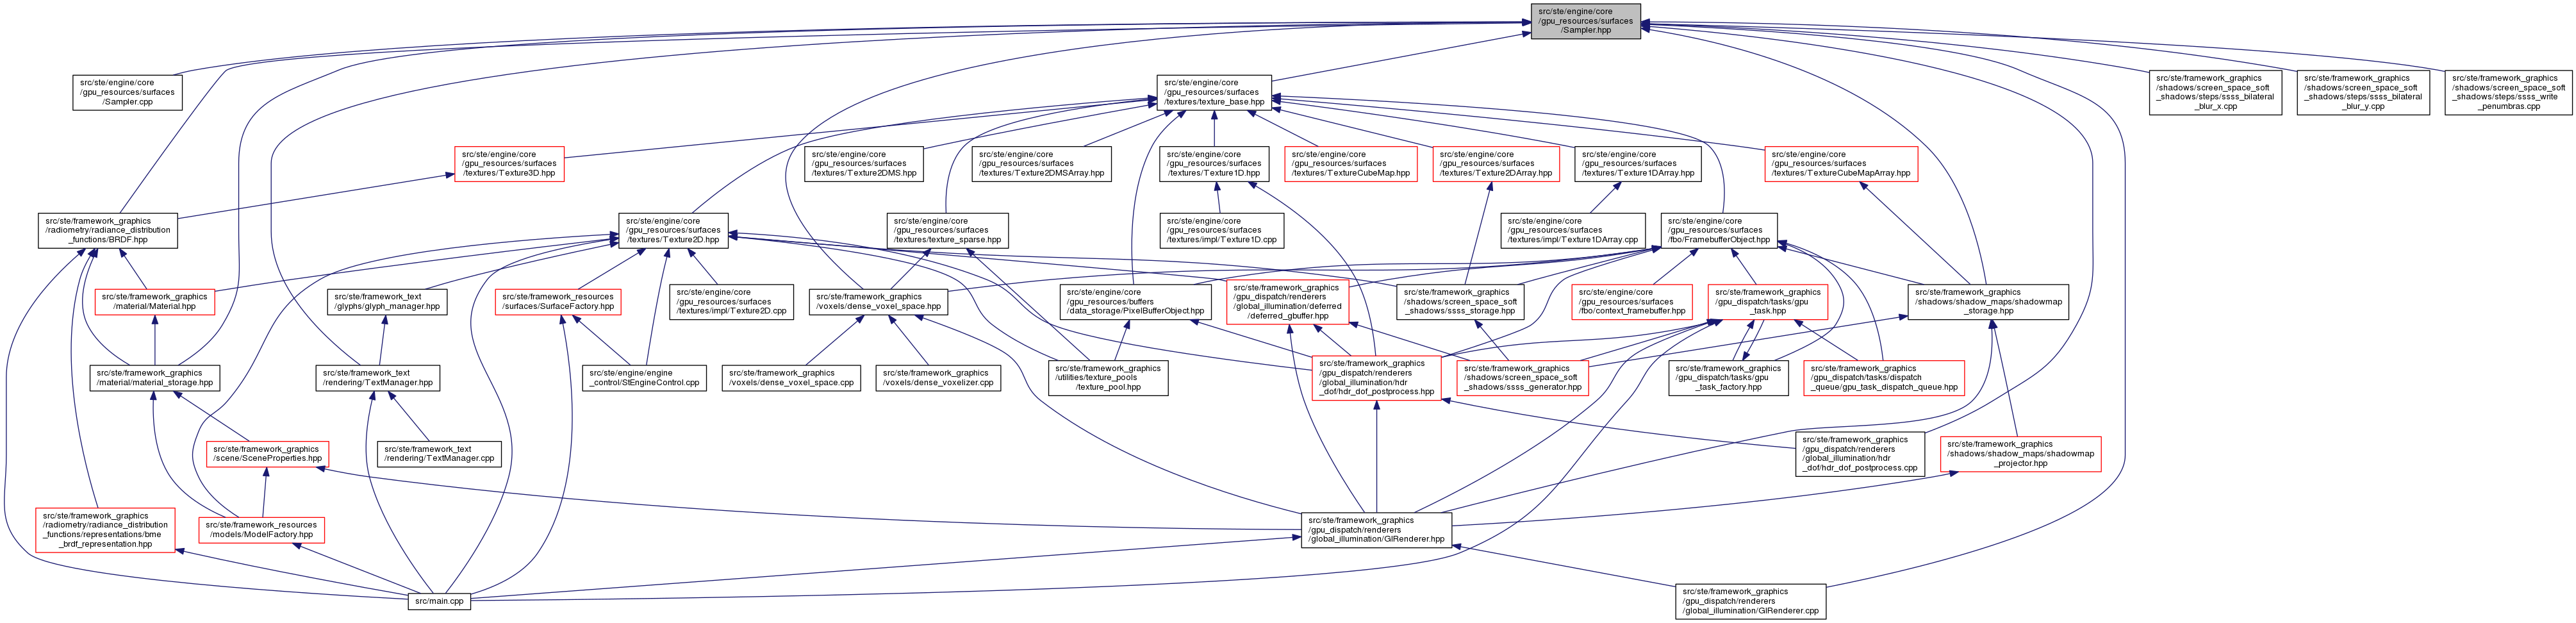 src/ste/engine/core
/gpu_resources/surfaces
/Sampler.hpp
src/ste/engine/core
/gpu_resources/surfaces
/Sampler.cpp
src/ste/engine/core
/gpu_resources/surfaces
/textures/texture_base.hpp
src/ste/framework_graphics
/shadows/screen_space_soft
_shadows/steps/ssss_bilateral
_blur_x.cpp
src/ste/framework_graphics
/shadows/screen_space_soft
_shadows/steps/ssss_bilateral
_blur_y.cpp
src/ste/framework_graphics
/shadows/screen_space_soft
_shadows/steps/ssss_write
_penumbras.cpp
src/ste/engine/core
/gpu_resources/surfaces
/textures/Texture3D.hpp
src/ste/engine/core
/gpu_resources/surfaces
/textures/Texture2DMS.hpp
src/ste/engine/core
/gpu_resources/surfaces
/textures/Texture2DMSArray.hpp
src/ste/engine/core
/gpu_resources/surfaces
/textures/Texture1D.hpp
src/ste/engine/core
/gpu_resources/surfaces
/textures/TextureCubeMap.hpp
src/ste/engine/core
/gpu_resources/surfaces
/textures/Texture2DArray.hpp
src/ste/engine/core
/gpu_resources/surfaces
/textures/Texture1DArray.hpp
src/ste/engine/core
/gpu_resources/surfaces
/textures/TextureCubeMapArray.hpp
src/ste/framework_graphics
/radiometry/radiance_distribution
_functions/BRDF.hpp
src/ste/engine/core
/gpu_resources/surfaces
/textures/Texture2D.hpp
src/ste/engine/core
/gpu_resources/surfaces
/textures/texture_sparse.hpp
src/ste/engine/core
/gpu_resources/surfaces
/textures/impl/Texture1D.cpp
src/ste/engine/core
/gpu_resources/surfaces
/textures/impl/Texture1DArray.cpp
src/ste/engine/core
/gpu_resources/surfaces
/fbo/FramebufferObject.hpp
src/ste/framework_graphics
/material/Material.hpp
src/ste/framework_text
/glyphs/glyph_manager.hpp
src/ste/framework_resources
/surfaces/SurfaceFactory.hpp
src/ste/engine/core
/gpu_resources/surfaces
/textures/impl/Texture2D.cpp
src/ste/framework_graphics
/voxels/dense_voxel_space.hpp
src/ste/engine/core
/gpu_resources/buffers
/data_storage/PixelBufferObject.hpp
src/ste/framework_graphics
/gpu_dispatch/renderers
/global_illumination/deferred
/deferred_gbuffer.hpp
src/ste/framework_graphics
/shadows/screen_space_soft
_shadows/ssss_storage.hpp
src/ste/engine/core
/gpu_resources/surfaces
/fbo/context_framebuffer.hpp
src/ste/framework_graphics
/gpu_dispatch/tasks/gpu
_task.hpp
src/ste/framework_graphics
/shadows/shadow_maps/shadowmap
_storage.hpp
src/ste/framework_graphics
/material/material_storage.hpp
src/ste/framework_text
/rendering/TextManager.hpp
src/ste/engine/engine
_control/StEngineControl.cpp
src/ste/framework_graphics
/voxels/dense_voxel_space.cpp
src/ste/framework_graphics
/voxels/dense_voxelizer.cpp
src/ste/framework_graphics
/utilities/texture_pools
/texture_pool.hpp
src/ste/framework_graphics
/gpu_dispatch/renderers
/global_illumination/hdr
_dof/hdr_dof_postprocess.hpp
src/ste/framework_graphics
/shadows/screen_space_soft
_shadows/ssss_generator.hpp
src/ste/framework_graphics
/gpu_dispatch/tasks/gpu
_task_factory.hpp
src/ste/framework_graphics
/gpu_dispatch/tasks/dispatch
_queue/gpu_task_dispatch_queue.hpp
src/ste/framework_graphics
/scene/SceneProperties.hpp
src/ste/framework_text
/rendering/TextManager.cpp
src/ste/framework_graphics
/gpu_dispatch/renderers
/global_illumination/hdr
_dof/hdr_dof_postprocess.cpp
src/ste/framework_graphics
/shadows/shadow_maps/shadowmap
_projector.hpp
src/ste/framework_graphics
/radiometry/radiance_distribution
_functions/representations/bme
_brdf_representation.hpp
src/ste/framework_resources
/models/ModelFactory.hpp
src/ste/framework_graphics
/gpu_dispatch/renderers
/global_illumination/GIRenderer.hpp
src/main.cpp
src/ste/framework_graphics
/gpu_dispatch/renderers
/global_illumination/GIRenderer.cpp